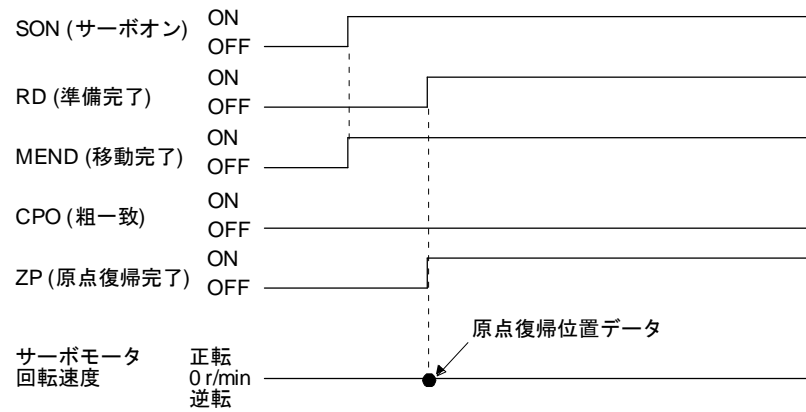 SON (サーボオン) ON
OFF
RD (準備完了) ON
OFF
MEND (移動完了) ON
OFF
CPO (粗一致) ON
OFF
ZP (原点復帰完了) ON
OFF
原点復帰位置データ
サーボモータ 正転
回転速度 0 r/min
逆転